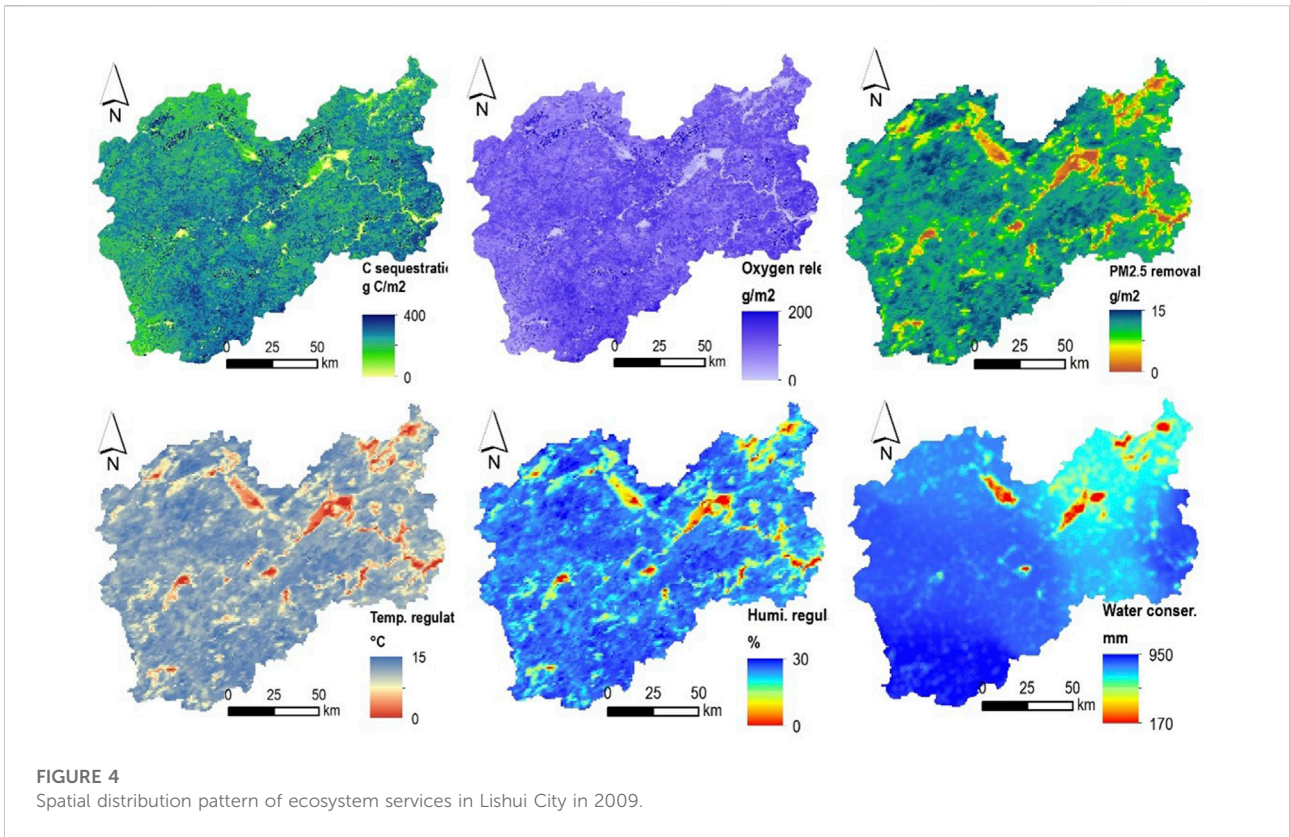 N
C sequestrati
g C/m2
400
0
0 25 50
km
N
Oxygen rele
g/m2
200
0
0 25 50
km
N
PM2.5 removal
g/m2
15
0
0 25 50
km
N
Temp. regulat
ºC
15
0
0 25 50
km
N
Humi. regul
%
30
0
0 25 50
km
N
Water conser.
mm
950
170
0 25 50
km
FIGURE 4
Spatial distribution pattern of ecosystem services in Lishui City in 2009.